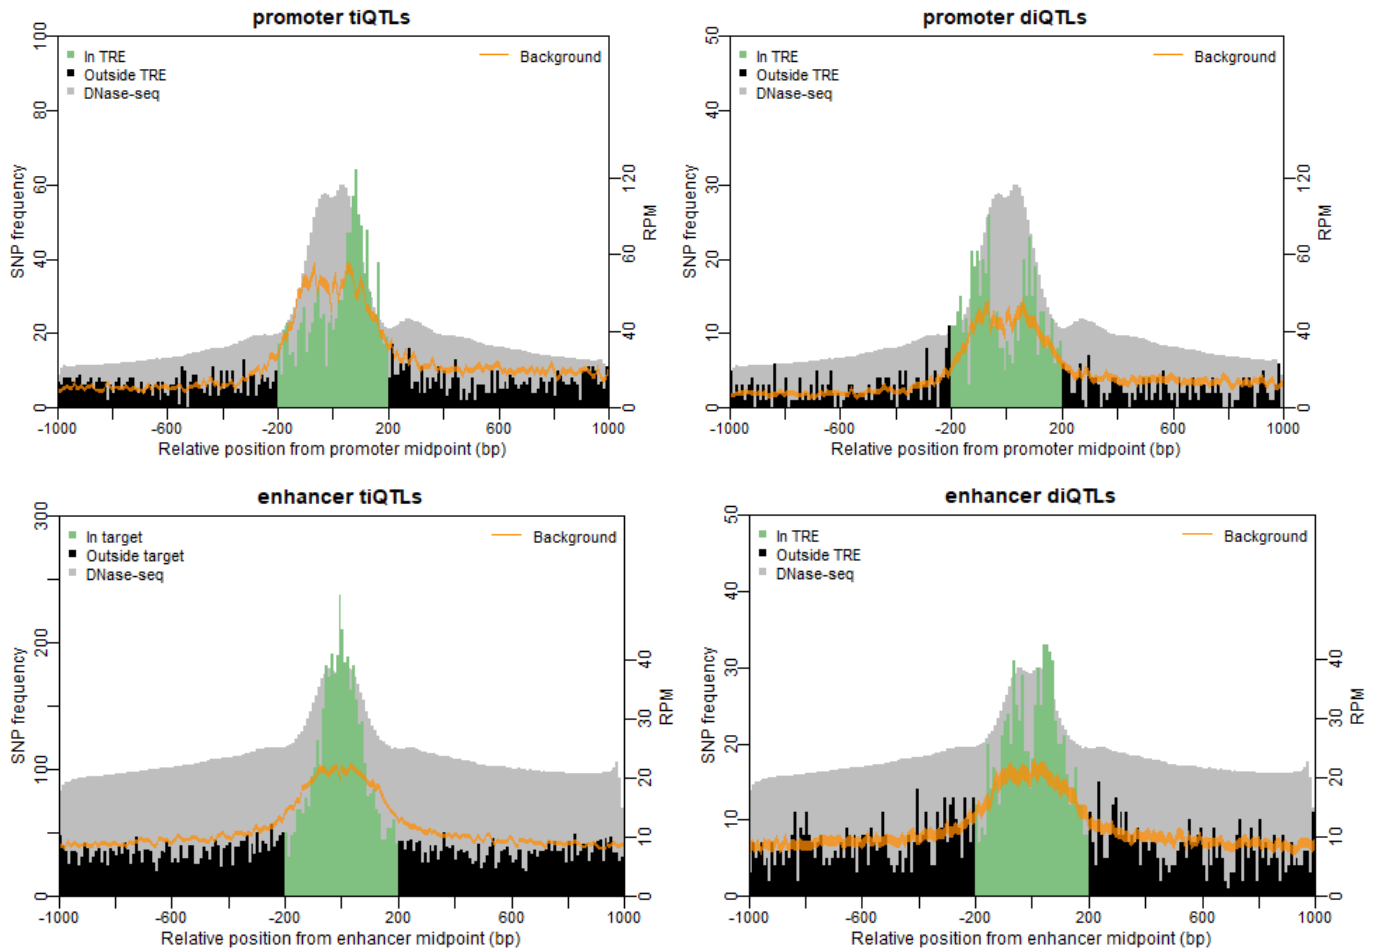 promoter tiQTLs
100
80
60
40
20
0
SNP frequency
In TRE
Outside TRE
DNase-seq
Background
120
60
40
0
RPM
-1000
-600
-200
200
600
1000
Relative position from promoter midpoint (bp)
promoter diQTLs
50
40
30
20
10
0
SNP frequency
In TRE
Outside TRE
DNase-seq
Background
120
60
40
0
RPM
-1000
-600
-200
200
600
1000
Relative position from promoter midpoint (bp)
enhancer tiQTLs
300
200
100
0
SNP frequency
In target
Outside target
DNase-seq
Background
40
30
20
10
0
RPM
-1000
-600
-200
200
600
1000
Relative position from enhancer midpoint (bp)
enhancer diQTLs
50
40
30
20
10
0
SNP frequency
In TRE
Outside TRE
DNase-seq
Background
40
30
20
10
0
RPM
-1000
-600
-200
200
600
1000
Relative position from enhancer midpoint (bp)